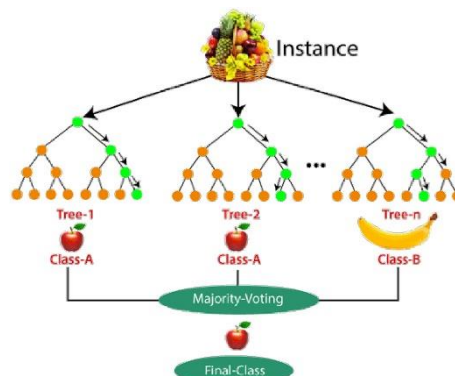 Instance
...
Tree-1
Tree-2
Tree-n
Class-A
Class-A
Class-B
Majority-Voting
Final-Class